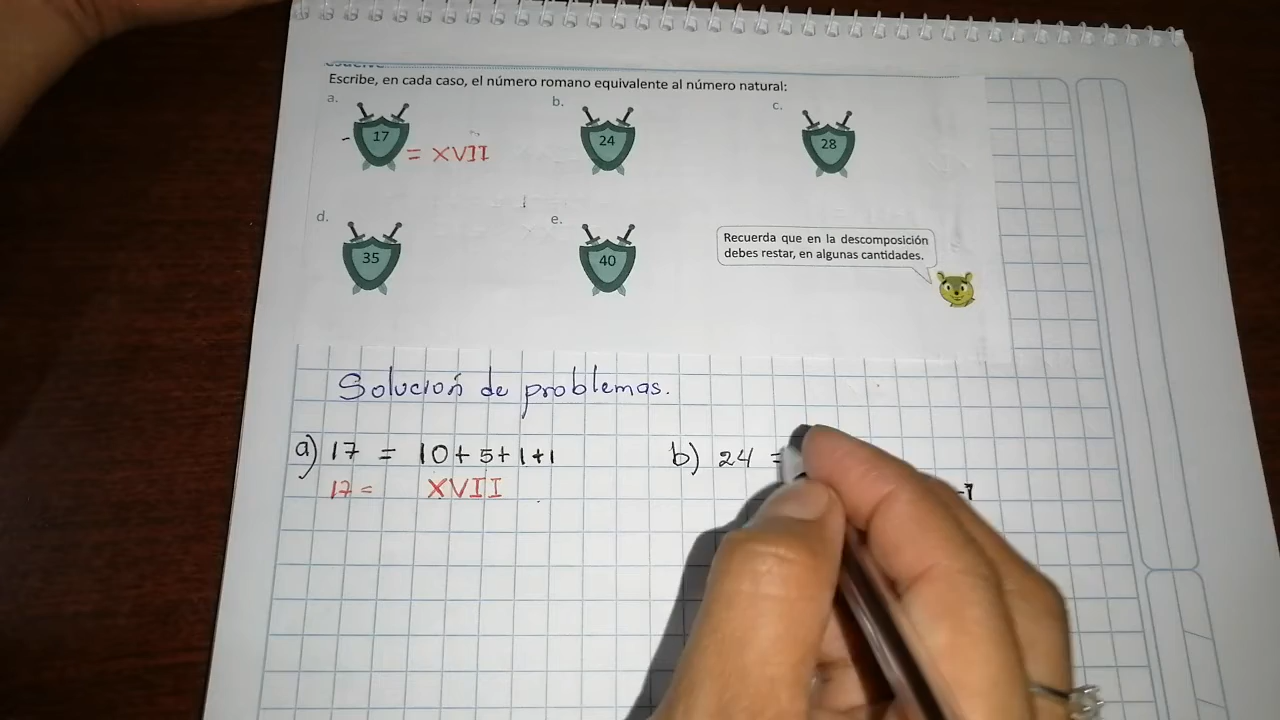 Escribe, en cada caso, el número romano equivalente al número natural:
a. 17 = XVII
b. 24
c. 28
d. 35
e. 40
Recuerda que en la descomposición
debes restar, en algunas cantidades.
Solución de problemas.
a) 17 = 10+5+1+1
17 = XVII
b) 24 =